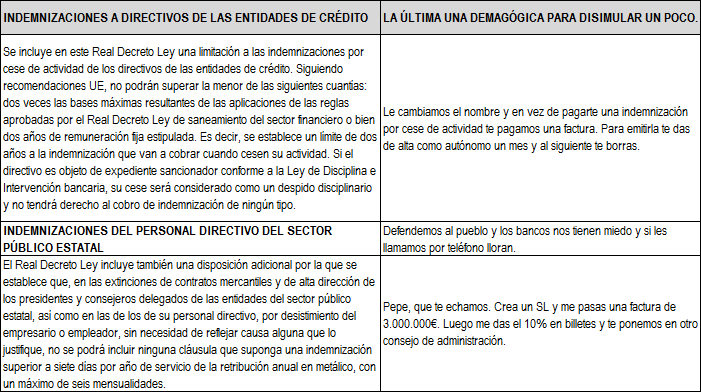 INDEMNIZACIONES A DIRECTIVOS DE LAS ENTIDADES DE CRÉDITO
LA ÚLTIMA UNA DEMAGÓGICA PARA DISIMULAR UN POCO.
Se incluye en este Real Decreto Ley una limitación a las indemnizaciones por
cese de actividad de los directivos de las entidades de crédito. Siguiendo
recomendaciones UE, no podrán superar la menor de las siguientes cuantías:
dos veces las bases máximas resultantes de las aplicaciones de las reglas
aprobadas por el Real Decreto Ley de saneamiento del sector financiero o bien
dos años de remuneración fija estipulada. Es decir, se establece un límite de dos
años a la indemnización que van a cobrar cuando cesen su actividad. Si el
directivo es objeto de expediente sancionador conforme a la Ley de Disciplina e
Intervención bancaria, su cese será considerado como un despido disciplinario
y no tendrá derecho al cobro de indemnización de ningún tipo.
Le cambiamos el nombre y en vez de pagarte una indemnización
por cese de actividad te pagamos una factura. Para emitirla te das
de alta como autónomo un mes y al siguiente te borras.
INDEMNIZACIONES DEL PERSONAL DIRECTIVO DEL SECTOR
PÚBLICO ESTATAL
Defendemos al pueblo y los bancos nos tienen miedo y si les
llamamos por teléfono lloran.
El Real Decreto Ley incluye también una disposición adicional por la que se
establece que, en las extinciones de contratos mercantiles y de alta dirección de
los presidentes y consejeros delegados de las entidades del sector público
estatal, así como en las de los de su personal directivo, por desistimiento del
empresario o empleador, sin necesidad de reflejar causa alguna que lo
justifique, no se podrá incluir ninguna cláusula que suponga una indemnización
superior a siete días por año de servicio de la retribución anual en metálico, con
un máximo de seis mensualidades.
Pepe, que te echamos. Crea un SL y me pasas una factura de
3.000.000€. Luego me das el 10% en billetes y te ponemos en otro
consejo de administración.